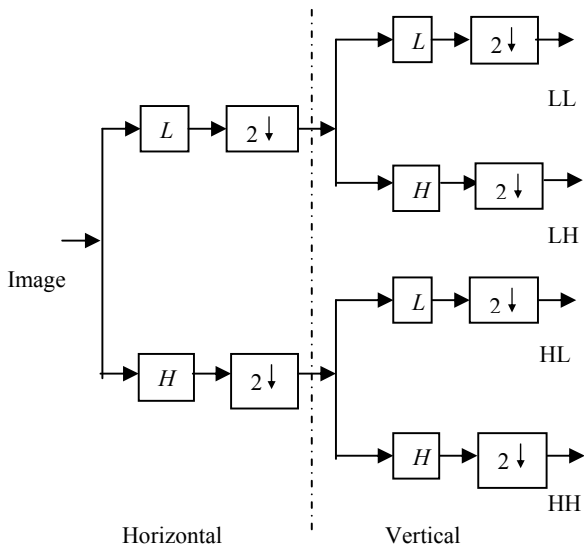 L 2↓
LL
L 2↓
H 2↓
LH
Image
L 2↓
HL
H 2↓
H 2↓
HH
Horizontal Vertical